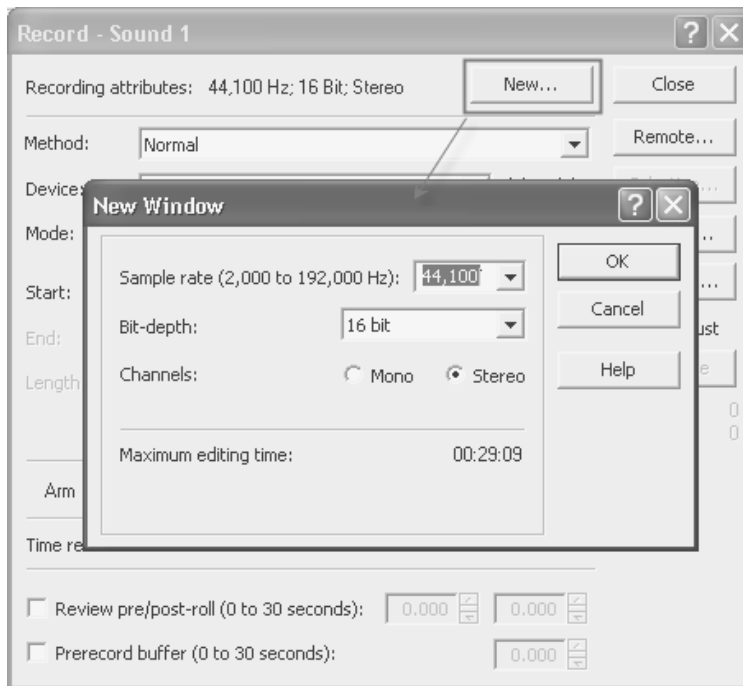 Record - Sound 1
Recording attributes: 44,100 Hz; 16 Bit; Stereo
New...
Close
Method:
Normal
Remote...
Device:
Mode:
Start:
End:
Length
Arm
Time re
New Window
Sample rate (2,000 to 192,000 Hz):
44,100
OK
Bit-depth:
16 bit
Cancel
Channels:
Mono
Stereo
Help
Maximum editing time:
00:29:09
ust
e
0
0
Review pre/post-roll (0 to 30 seconds):
0.000
0.000
Prerecord buffer (0 to 30 seconds):
0.000